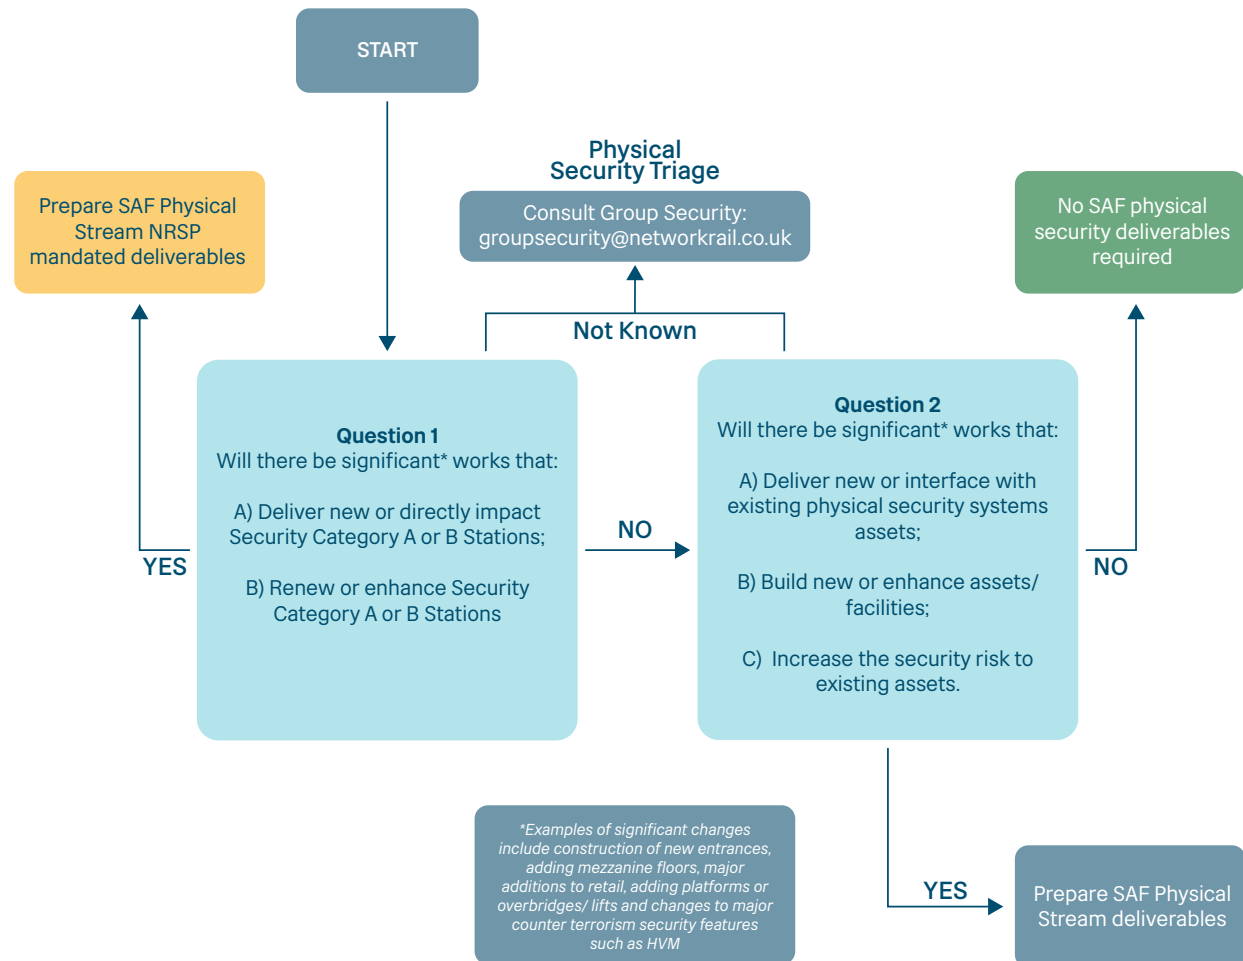 START
Physical
Security Triage
Consult Group Security:
groupsecurity@networkrail.co.uk
Prepare SAF Physical
Stream NRSP
mandated deliverables
No SAF physical
security deliverables
required
Not Known
Question 1
Will there be significant* works that:
A) Deliver new or directly impact
Security Category A or B Stations;
B) Renew or enhance Security
Category A or B Stations
YES
NO
Question 2
Will there be significant* works that:
A) Deliver new or interface with
existing physical security systems
assets;
B) Build new or enhance assets/
facilities;
C) Increase the security risk to
existing assets.
NO
*Examples of significant changes
include construction of new entrances,
adding mezzanine floors, major
additions to retail, adding platforms or
overbridges/ lifts and changes to major
counter terrorism security features
such as HVM
YES
Prepare SAF Physical
Stream deliverables